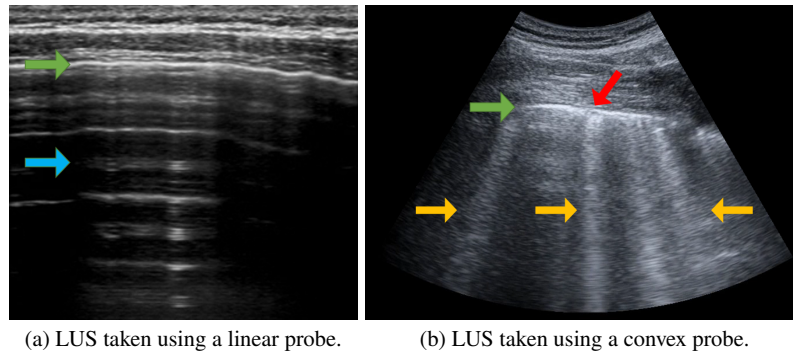 (a) LUS taken using a linear probe.
(b) LUS taken using a convex probe.